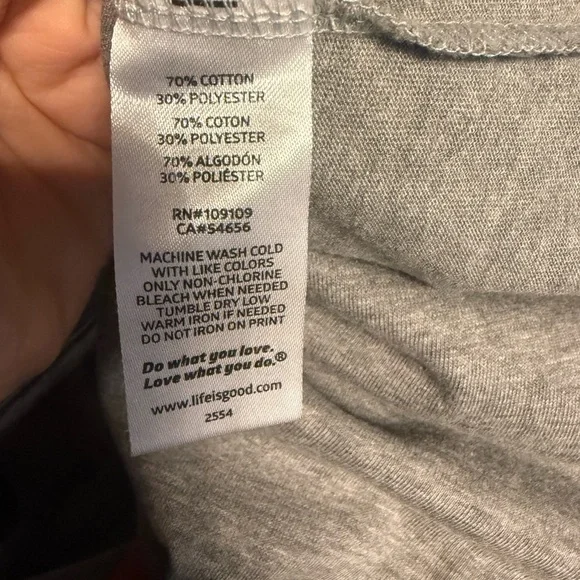 70% COTTON
30% POLYESTER
70% COTON
30% POLYESTER
70% ALGODÓN
30% POLIÉSTER
RN#109109
CA#54656
MACHINE WASH COLD
WITH LIKE COLORS
ONLY NON-CHLORINE
BLEACH WHEN NEEDED
TUMBLE DRY LOW
WARM IRON IF NEEDED
DO NOT IRON ON PRINT
Do what you love.
Love what you do.®
www.lifeisgood.com
2554